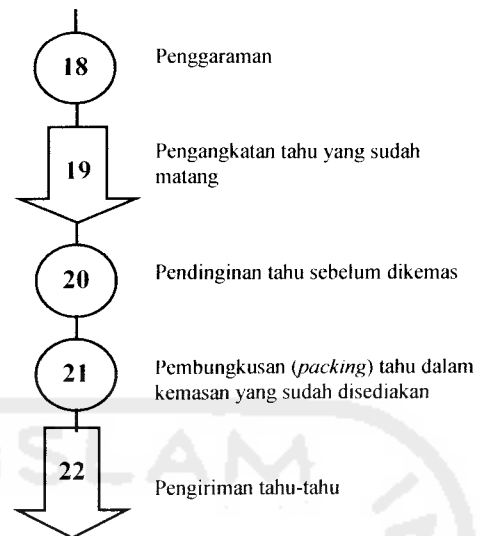 18 Penggaraman
19 Pengangkatan tahu yang sudah
matang
20 Pendinginan tahu sebelum dikemas
21 Pembungkusan (packing) tahu dalam
kemasan yang sudah disediakan
22 Pengiriman tahu-tahu
ISLAM